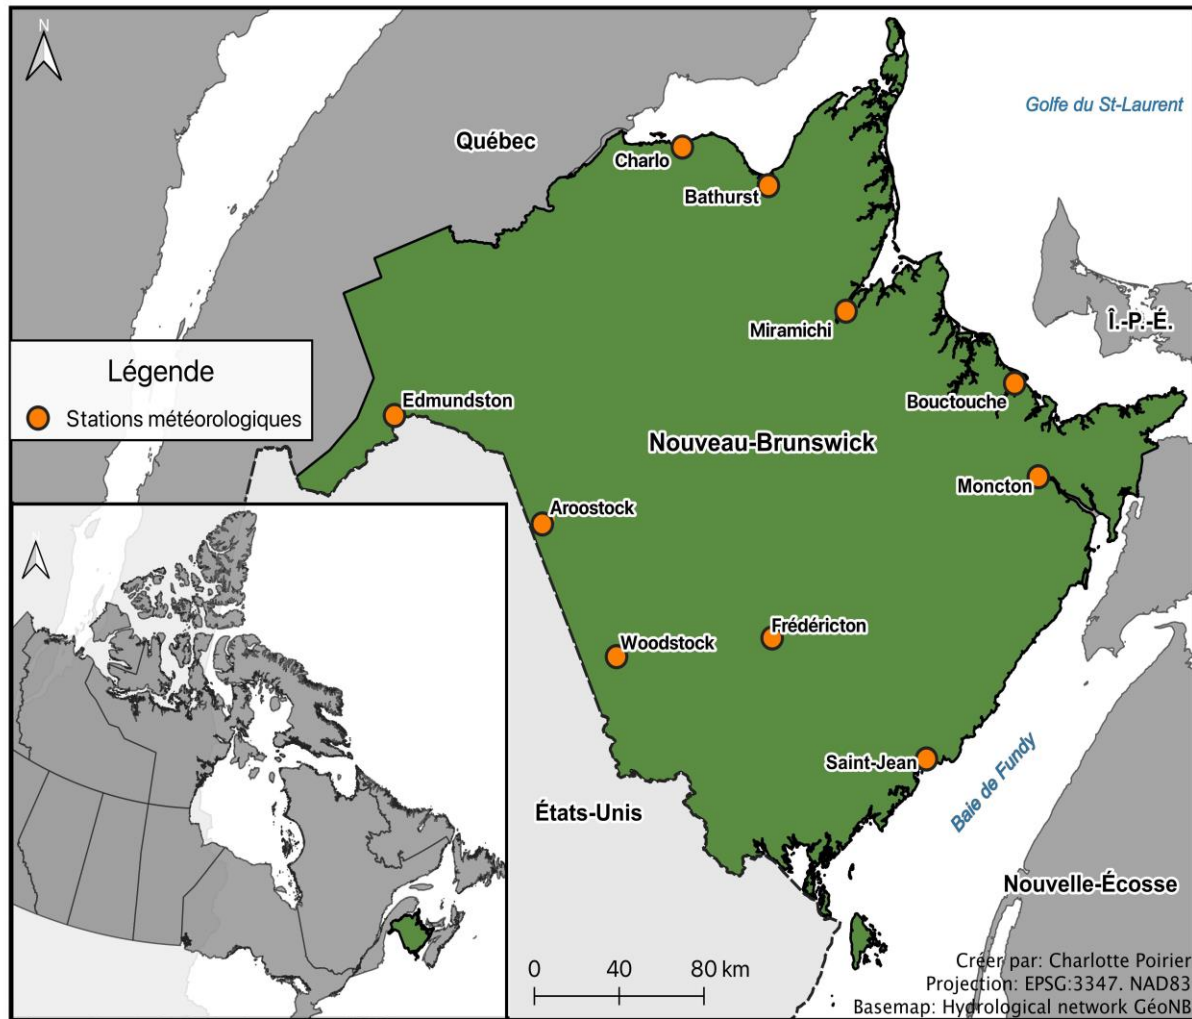 N
Golfe du St-Laurent
Québec
Charlo
Bathurst
Miramichi
Î.-P.-É.
Légende
Stations météorologiques
Edmundston
Bouctouche
Nouveau-Brunswick
Moncton
Aroostock
Frédéricton
Woodstock
Saint-Jean
Baie de Fundy
États-Unis
Nouvelle-Écosse
0 40 80 km
Créer par: Charlotte Poirier
Projection: EPSG:3347. NAD83
Basemap: Hydrological network GéoNB